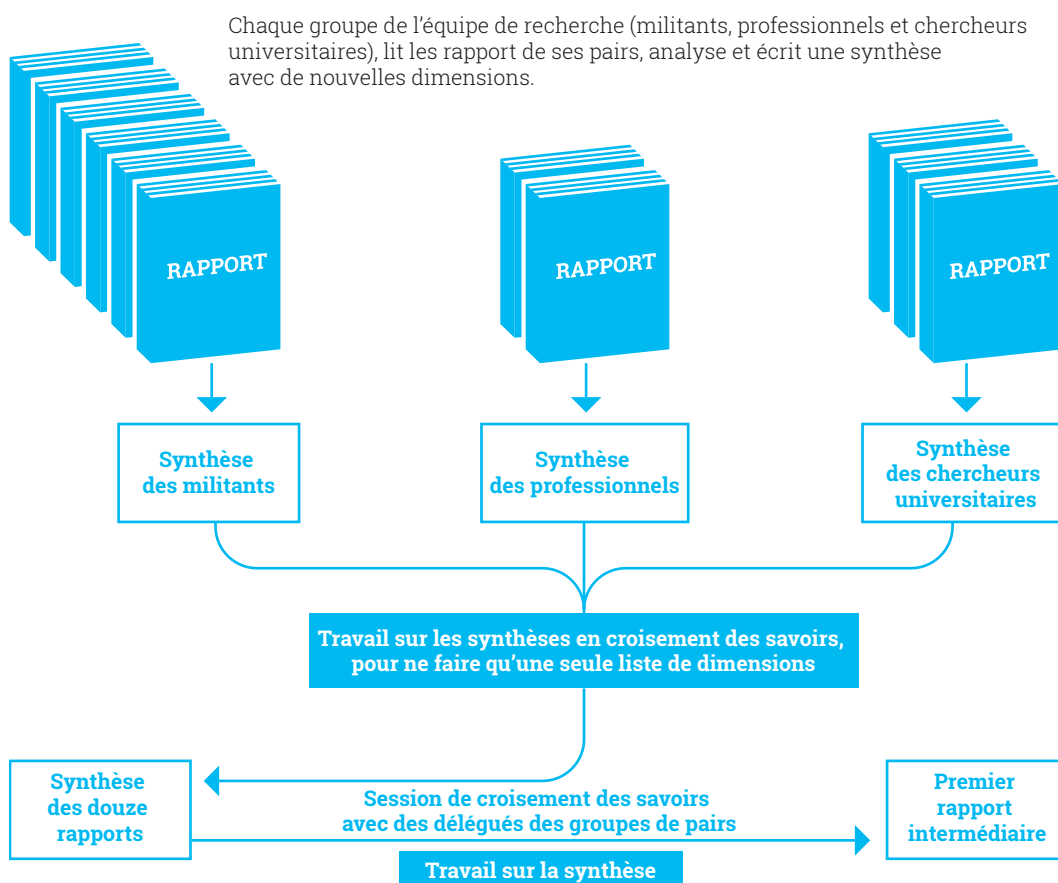 Chaque groupe de l'équipe de recherche (militants, professionnels et chercheurs
universitaires), lit les rapport de ses pairs, analyse et écrit une synthèse
avec de nouvelles dimensions.
RAPPORT
RAPPORT
RAPPORT
Synthèse
des militants
Synthèse
des professionnels
Synthèse
des chercheurs
universitaires
Travail sur les synthèses en croisement des savoirs,
pour ne faire qu'une seule liste de dimensions
Synthèse
des douze
rapports
Session de croisement des savoirs
avec des délégués des groupes de pairs
Travail sur la synthèse
Premier
rapport
intermédiaire